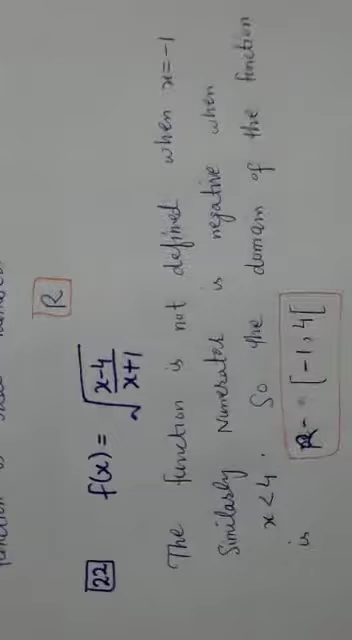 R
22 f(x) = √((x-4)/(x+1))
The function is not defined when x=-1
Similarly Numerator is negative when
x<4. So the domain of the function
is R - [-1, 4[